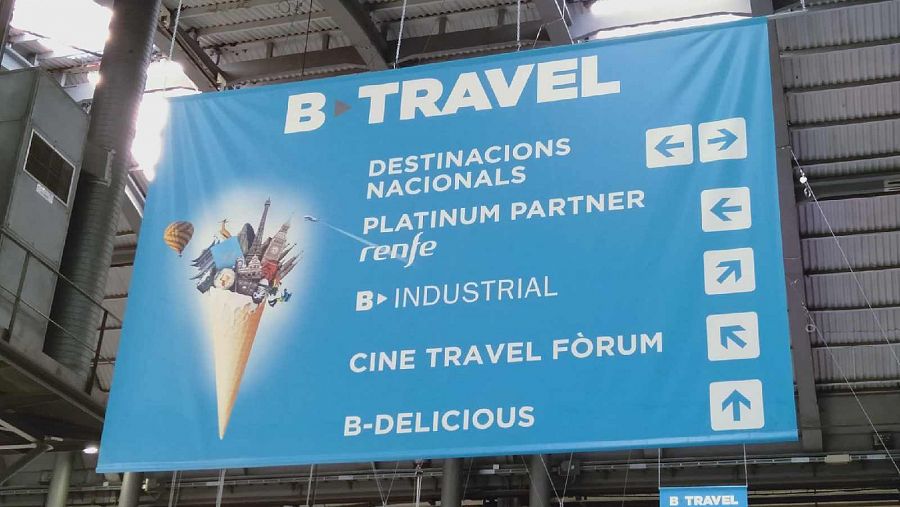 B TRAVEL
DESTINACIONS
NACIONALS
PLATINUM PARTNER
renfe
B INDUSTRIAL
CINE TRAVEL FÒRUM
B-DELICIOUS
B TRAVEL